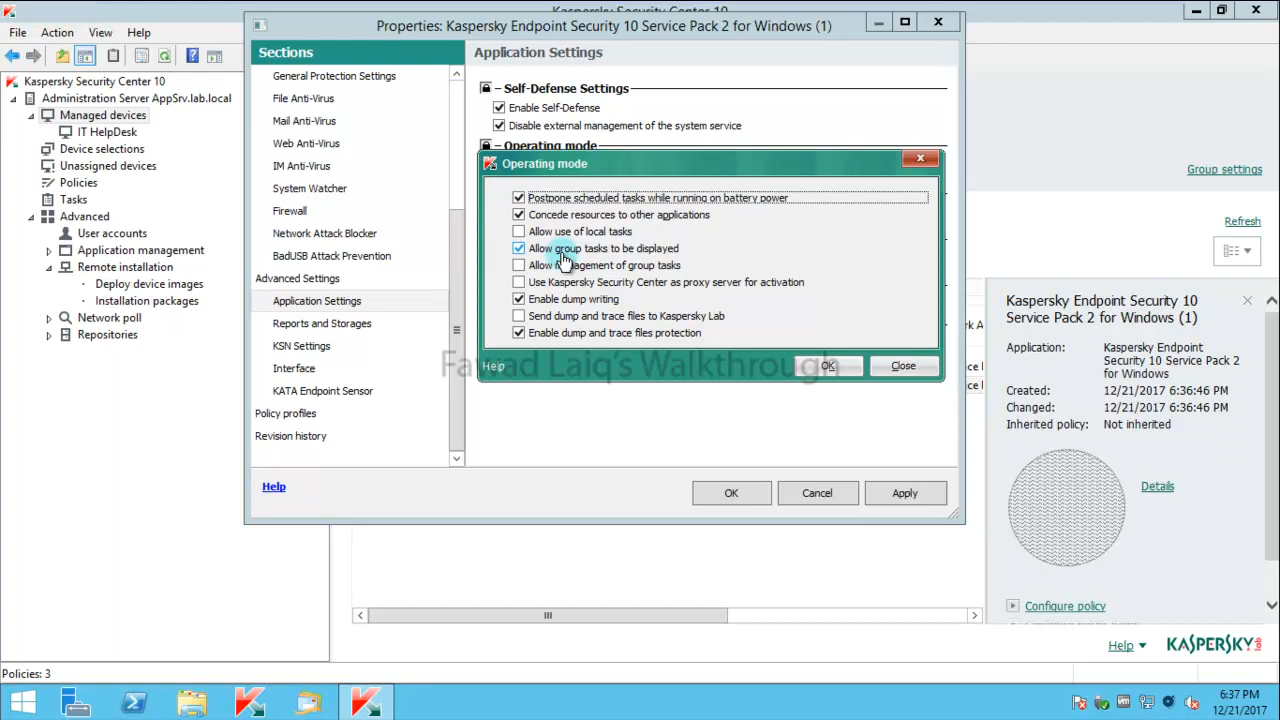 Kaspersky Security Center 10
File Action View Help
Kaspersky Security Center 10
Administration Server AppSrv.lab.local
Managed devices
IT HelpDesk
Device selections
Unassigned devices
Policies
Tasks
Advanced
User accounts
Application management
Remote installation
Deploy device images
Installation packages
Network poll
Repositories
Policies: 3
Properties: Kaspersky Endpoint Security 10 Service Pack 2 for Windows (1)
Sections
General Protection Settings
File Anti-Virus
Mail Anti-Virus
Web Anti-Virus
IM Anti-Virus
System Watcher
Firewall
Network Attack Blocker
BadUSB Attack Prevention
Advanced Settings
Application Settings
Reports and Storages
KSN Settings
Interface
KATA Endpoint Sensor
Policy profiles
Revision history
Help
Application Settings
Self-Defense Settings
Enable Self-Defense
Disable external management of the system service
Operating mode
Operating mode
Postpone scheduled tasks while running on battery power
Concede resources to other applications
Allow use of local tasks
Allow group tasks to be displayed
Allow management of group tasks
Use Kaspersky Security Center as proxy server for activation
Enable dump writing
Send dump and trace files to Kaspersky Lab
Enable dump and trace files protection
Help OK Close
Fawad Laiq's Walkthrough
OK Cancel Apply
Group settings
Refresh
Kaspersky Endpoint Security 10
Service Pack 2 for Windows (1)
Application: Kaspersky Endpoint
Security 10 Service Pack 2
for Windows
Created: 12/21/2017 6:36:46 PM
Changed: 12/21/2017 6:36:46 PM
Inherited policy: Not inherited
Details
Configure policy
Help
KASPERSKY lab
6:37 PM
12/21/2017